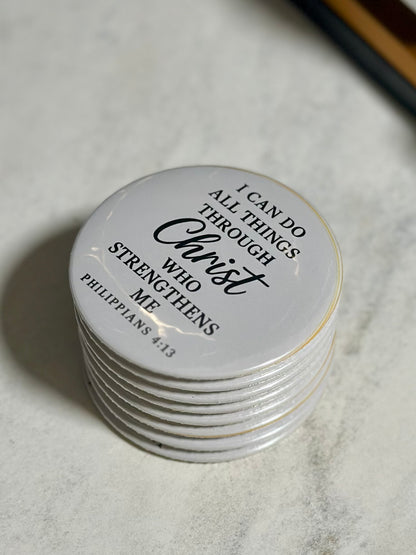 I CAN DO
ALL THINGS
THROUGH
Christ
WHO
STRENGTHENS
ME
PHILIPPIANS 4:13